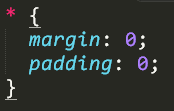 * {
  margin: 0;
  padding: 0;
}